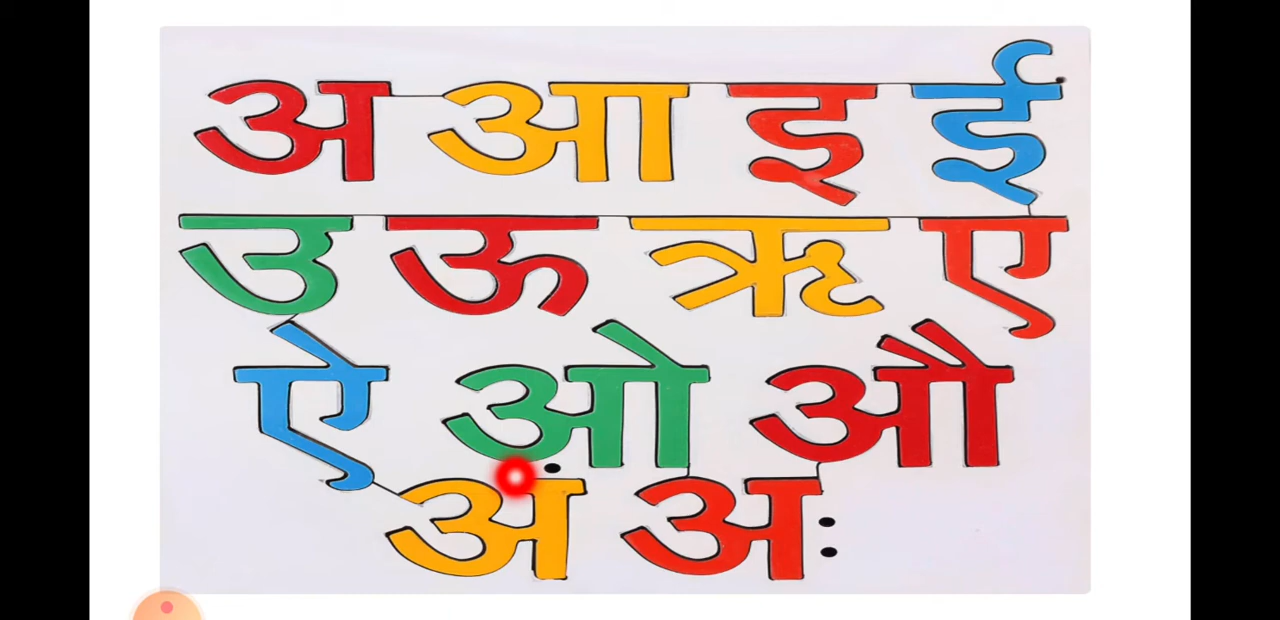 अ आ इ ई
उ ऊ ऋ ए
ऐ ओ औ
अं अः